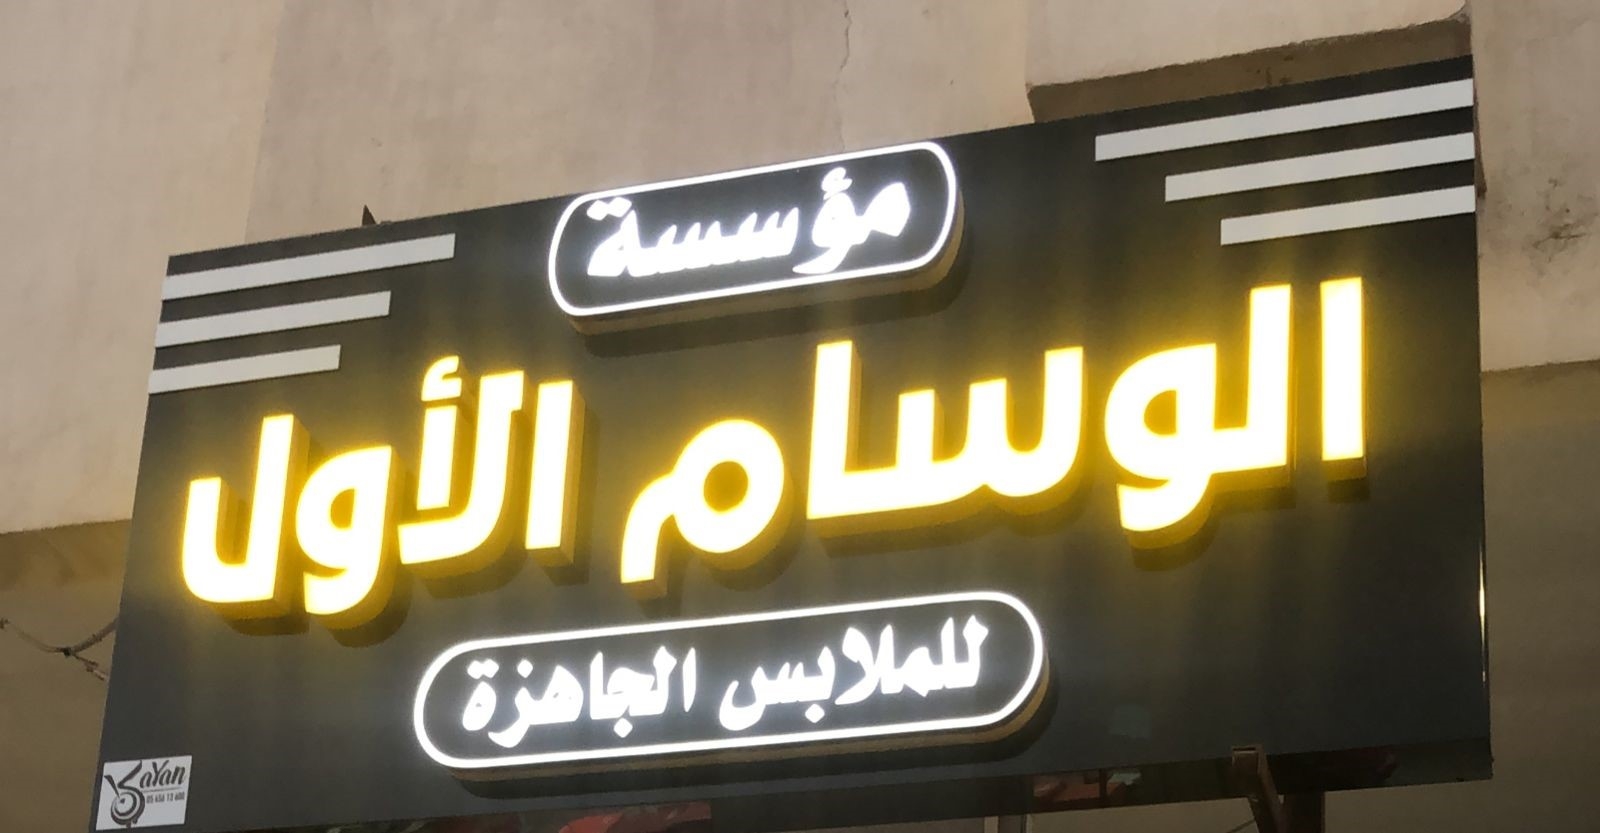 مؤسسة
الوسام الأول
للملابس الجاهزة